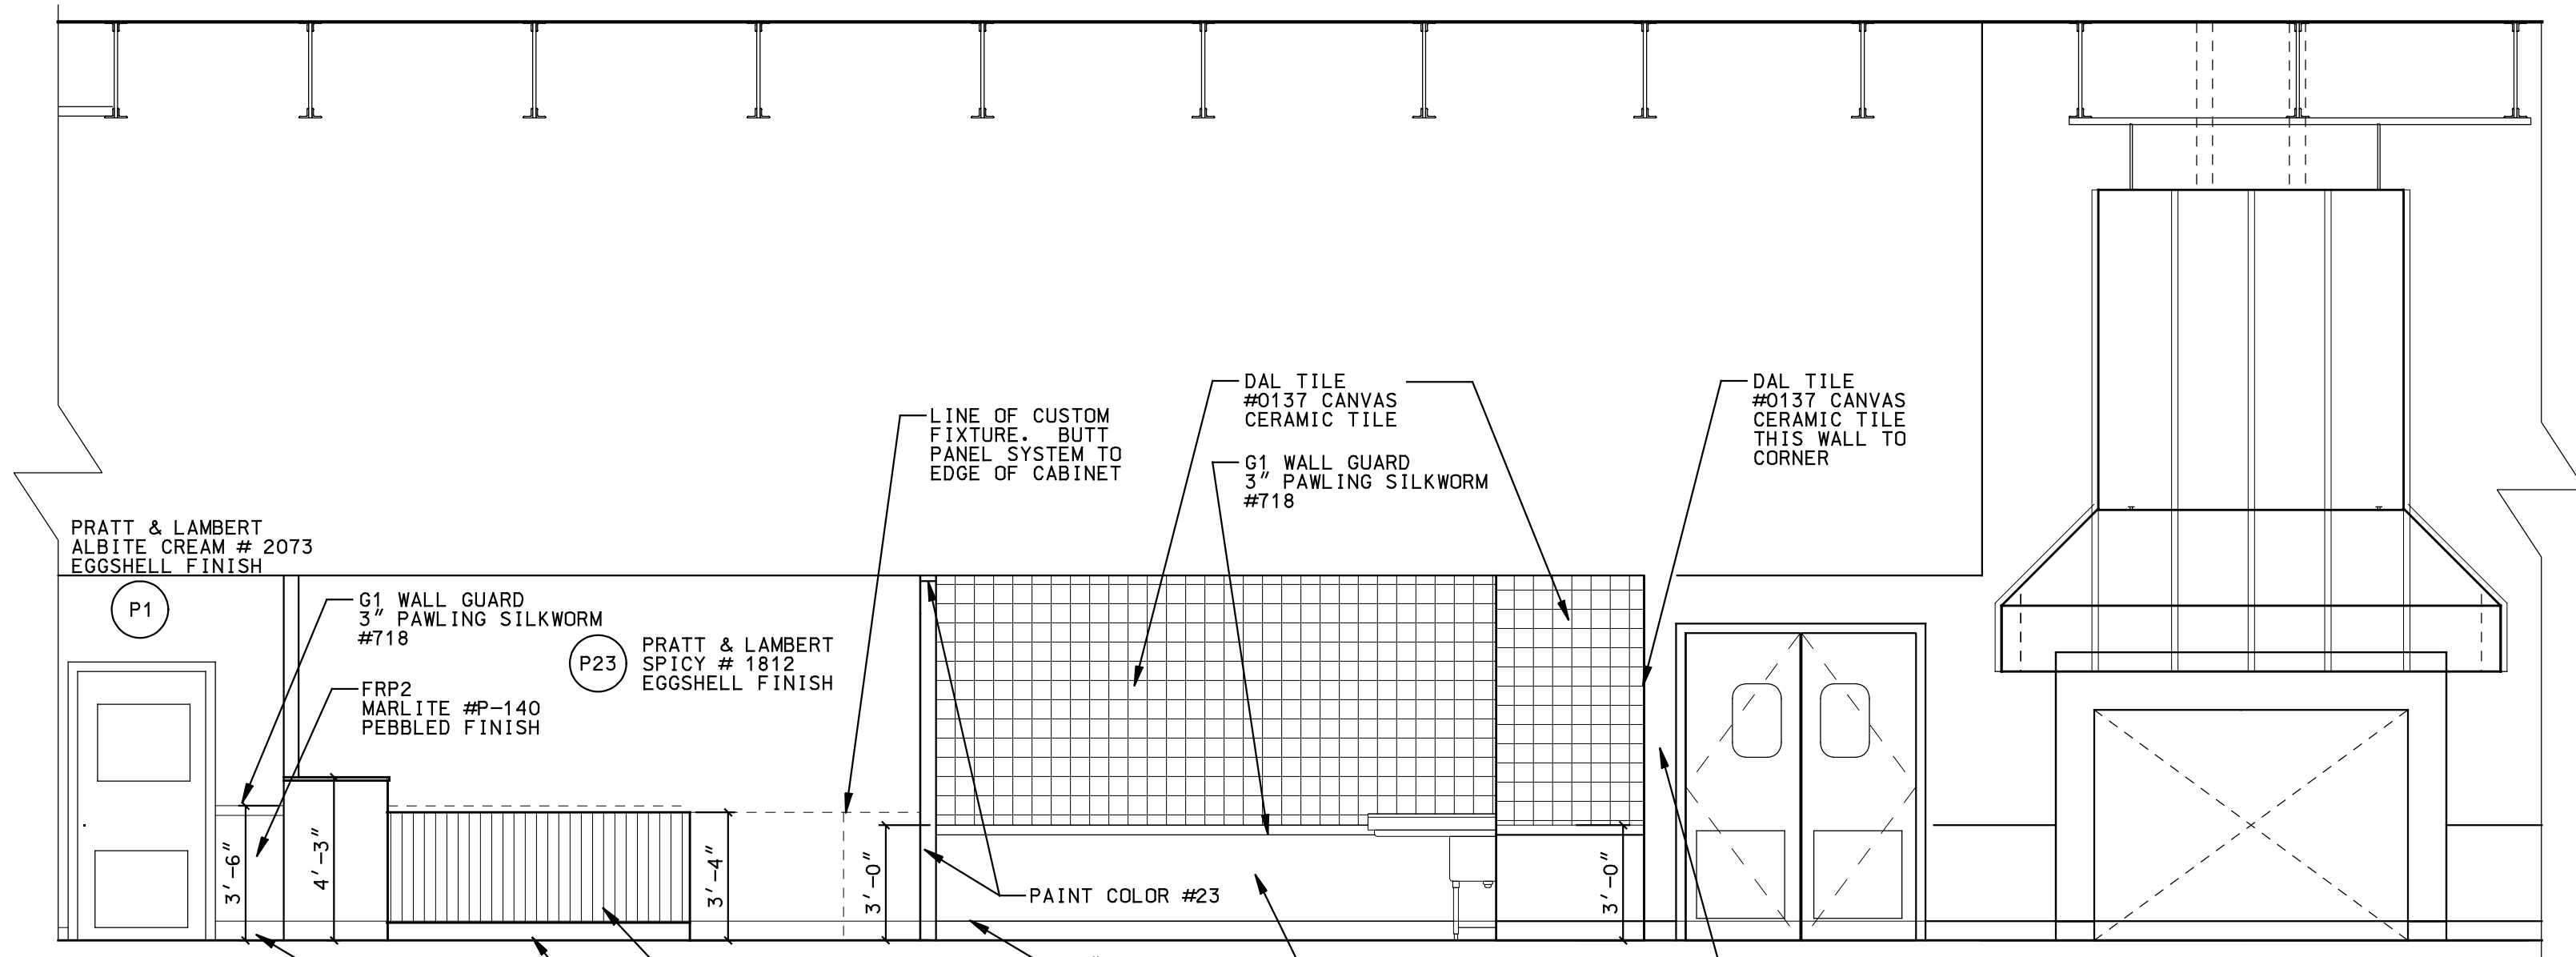 DAL TILE
#0137 CANVAS
CERAMIC TILE
DAL TILE
#0137 CANVAS
CERAMIC TILE
THIS WALL TO
CORNER
LINE OF CUSTOM
FIXTURE. BUTT
PANEL SYSTEM TO
EDGE OF CABINET
G1 WALL GUARD
3" PAWLING SILKWORM
#718
PRATT & LAMBERT
ALBITE CREAM # 2073
EGGSHELL FINISH
P1
G1 WALL GUARD
3" PAWLING SILKWORM
#718
P23
PRATT & LAMBERT
SPICY # 1812
EGGSHELL FINISH
FRP2
MARLITE #P-140
PEBBLED FINISH
3'-6"
4'-3"
3'-4"
3'-0"
PAINT COLOR #23
3'-0"